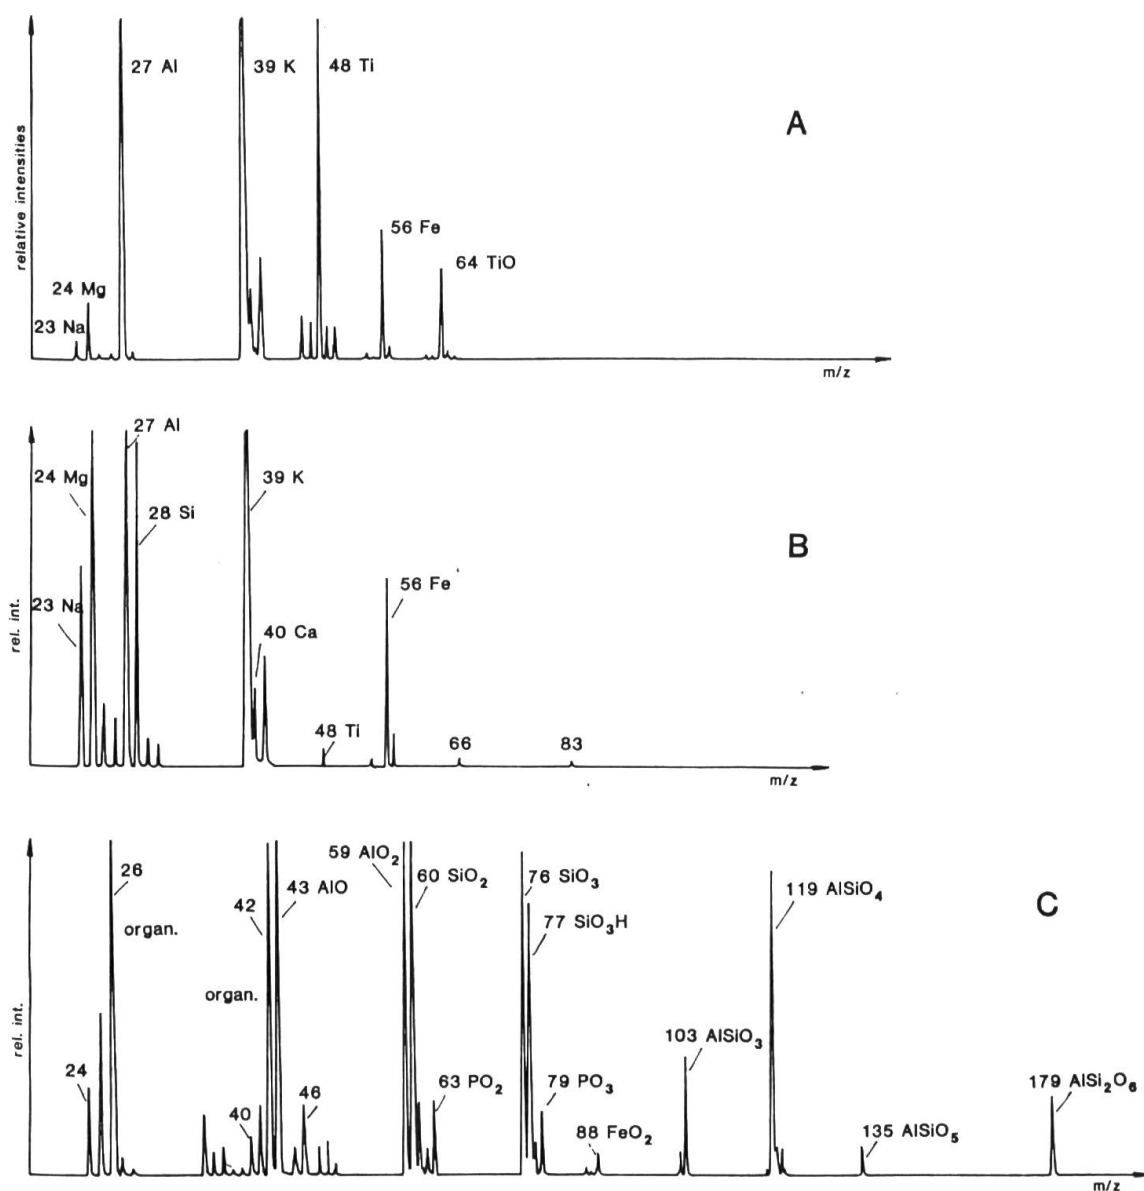 relative intensities
27 Al
39 K
48 Ti
A
56 Fe
64 TiO
24 Mg
23 Na
m/z
rel. int.
27 Al
24 Mg
39 K
28 Si
B
56 Fe
23 Na
40 Ca
48 Ti
66
83
m/z
rel. int.
26
organ.
42
43 AlO
organ.
59 AlO2
60 SiO2
76 SiO3
77 SiO3H
119 AlSiO4
C
103 AlSiO3
24
40
46
63 PO2
79 PO3
88 FeO2
135 AlSiO5
179 AlSi2O6
m/z